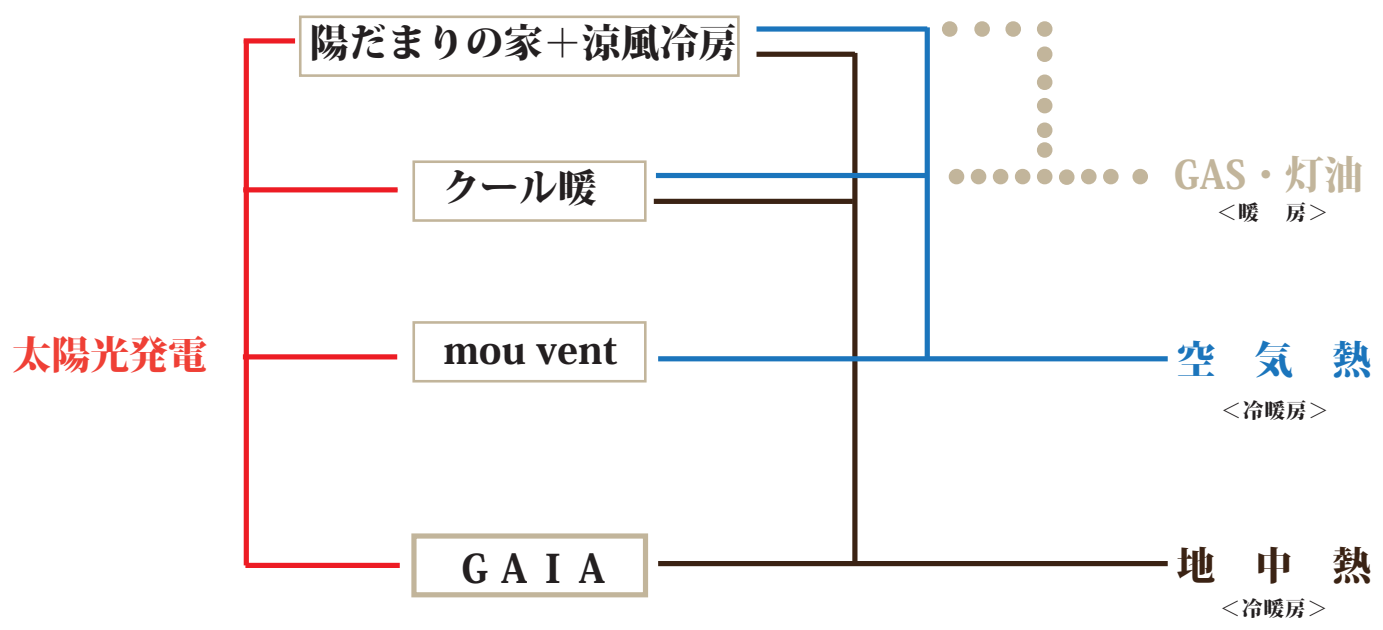 陽だまりの家＋涼風冷房
クール暖
GAS・灯油
＜暖　房＞
太陽光発電
mou vent
空　気　熱
＜冷暖房＞
ＧＡＩＡ
地　中　熱
＜冷暖房＞